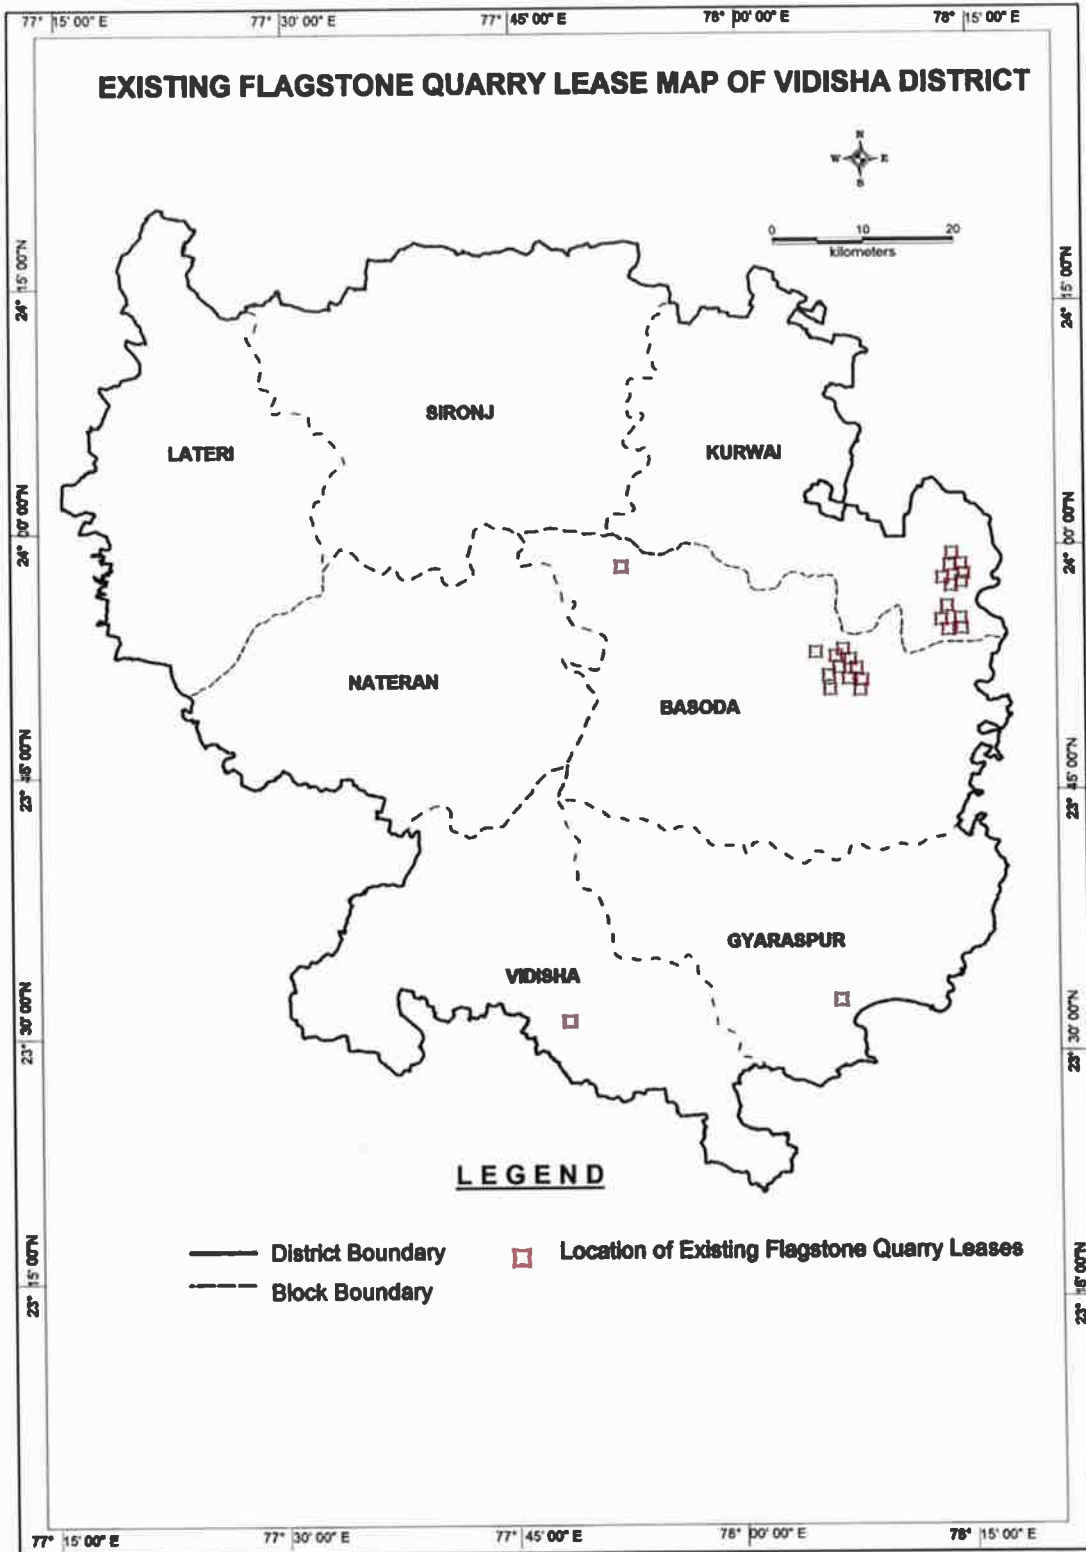 77° 15' 00" E 77° 30' 00" E 77° 45' 00" E 78° 00' 00" E 78° 15' 00" E
EXISTING FLAGSTONE QUARRY LEASE MAP OF VIDISHA DISTRICT
N
W E
S
0 10 20
kilometers
24° 15' 00"N 24° 15' 00"N
SIRONJ
LATERI KURWAI
24° 00' 00"N 24° 00' 00"N
NATERAN
BASODA
23° 45' 00"N 23° 45' 00"N
GYARASPUR
VIDISHA
23° 30' 00"N 23° 30' 00"N
LEGEND
District Boundary Location of Existing Flagstone Quarry Leases
Block Boundary
23° 15' 00"N 23° 15' 00"N
77° 15' 00" E 77° 30' 00" E 77° 45' 00" E 78° 00' 00" E 78° 15' 00" E